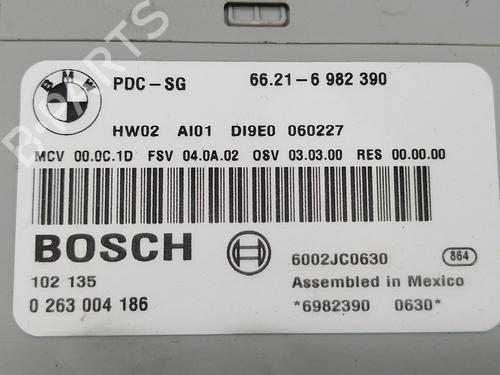 BMW
PDC-SG 66.21-6 982 390
HW02 AI01 DI9E0 060227
MCV 00.0C.1D FSV 04.0A.02 OSV 03.03.00 RES 00.00.00
BOSCH
6002JC0630 864
102 135 Assembled in Mexico
0 263 004 186 *6982390 0630*
B-PARTS